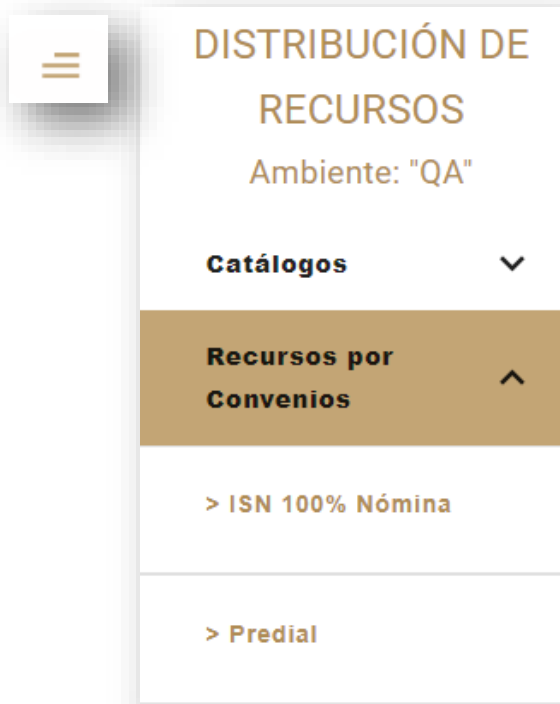 DISTRIBUCIÓN DE
RECURSOS
Ambiente: "QA"
Catálogos
Recursos por
Convenios
> ISN 100% Nómina
> Predial